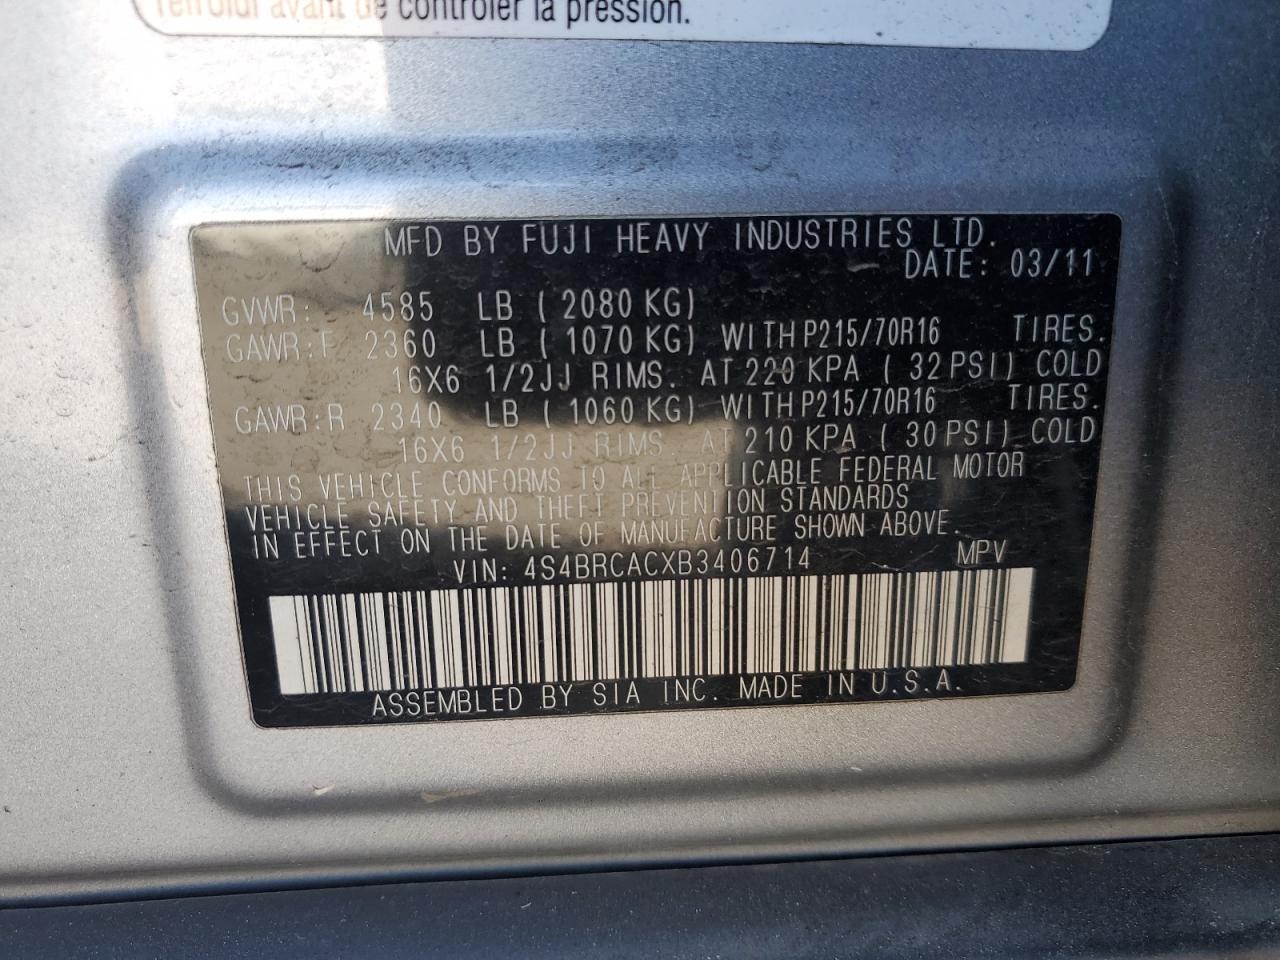 refroidi avant de contrôler la pression.
MFD BY FUJI HEAVY INDUSTRIES LTD.
DATE: 03/11
GVWR: 4585 LB ( 2080 KG)
GAWR:F 2360 LB ( 1070 KG) WITH P215/70R16 TIRES.
16X6 1/2JJ RIMS. AT 220 KPA ( 32 PSI) COLD
GAWR:R 2340 LB ( 1060 KG) WITH P215/70R16 TIRES.
16X6 1/2JJ RIMS. AT 210 KPA ( 30 PSI) COLD
THIS VEHICLE CONFORMS TO ALL APPLICABLE FEDERAL MOTOR
VEHICLE SAFETY AND THEFT PREVENTION STANDARDS
IN EFFECT ON THE DATE OF MANUFACTURE SHOWN ABOVE.
VIN: 4S4BRCACXB3406714 MPV
ASSEMBLED BY SIA INC. MADE IN U.S.A.